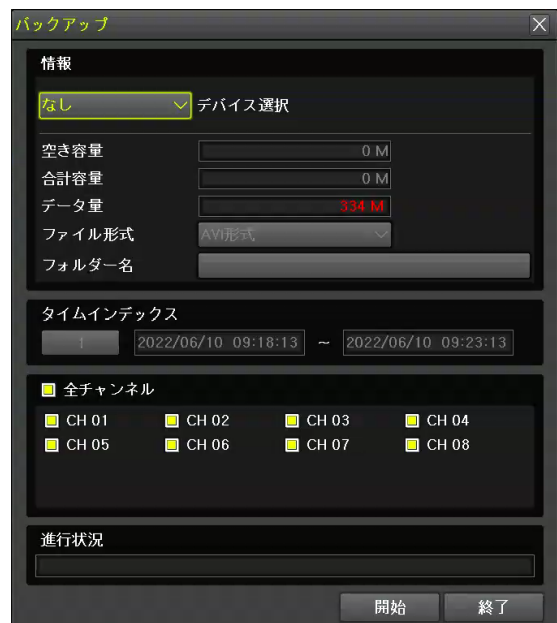 バックアップ
情報
なし デバイス選択
空き容量 0 M
合計容量 0 M
データ量 334 M
ファイル形式 AVI形式
フォルダー名
タイムインデックス
1 2022/06/10 09:18:13 ~ 2022/06/10 09:23:13
全チャンネル
CH 01 CH 02 CH 03 CH 04
CH 05 CH 06 CH 07 CH 08
進行状況
開始 終了